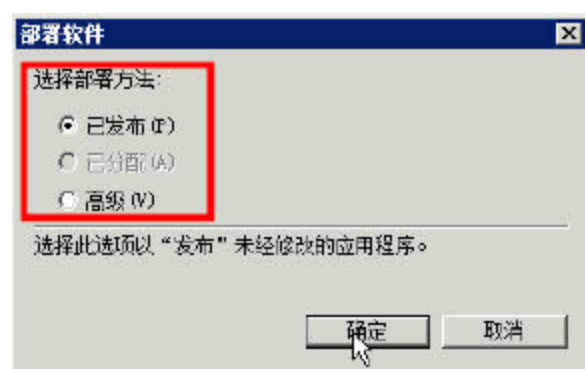 部署软件
选择部署方法:
已发布(P)
已分配(A)
高级(V)
选择此选项以“发布”未经修改的应用程序。
确定
取消